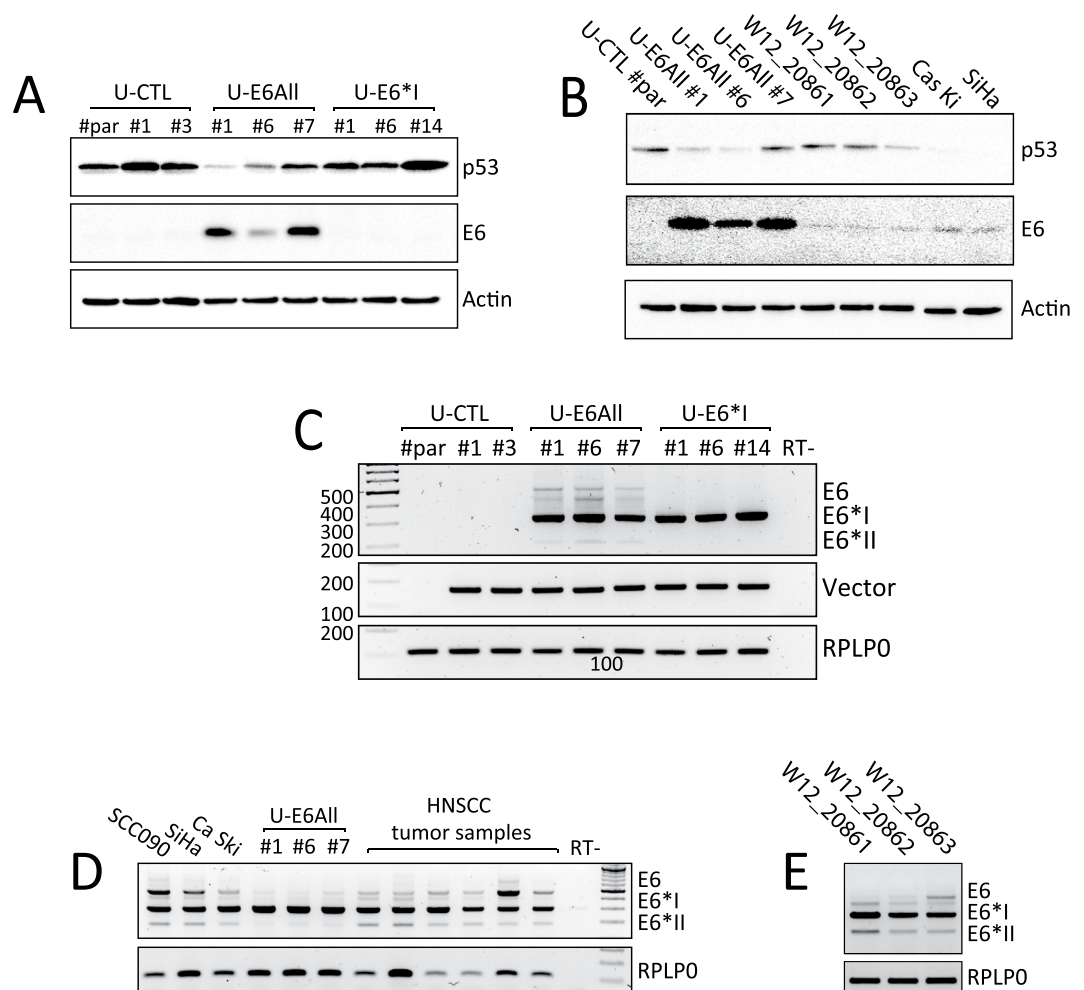 A
U-CTL U-E6All U-E6*I
#par #1 #3 #1 #6 #7 #1 #6 #14
p53
E6
Actin
B
U-CTL #par
U-E6All #1
U-E6All #6
U-E6All #7
W12_20861
W12_20862
W12_20863
Cas Ki
SiHa
p53
E6
Actin
C
U-CTL U-E6All U-E6*I
#par #1 #3 #1 #6 #7 #1 #6 #14 RT-
500
400
300
200
E6
E6*I
E6*II
200
100
Vector
200
100
RPLP0
D
SCC090
SiHa
Ca Ski
U-E6All
#1 #6 #7
HNSCC
tumor samples
RT-
E6
E6*I
E6*II
RPLP0
E
W12_20861
W12_20862
W12_20863
E6
E6*I
E6*II
RPLP0